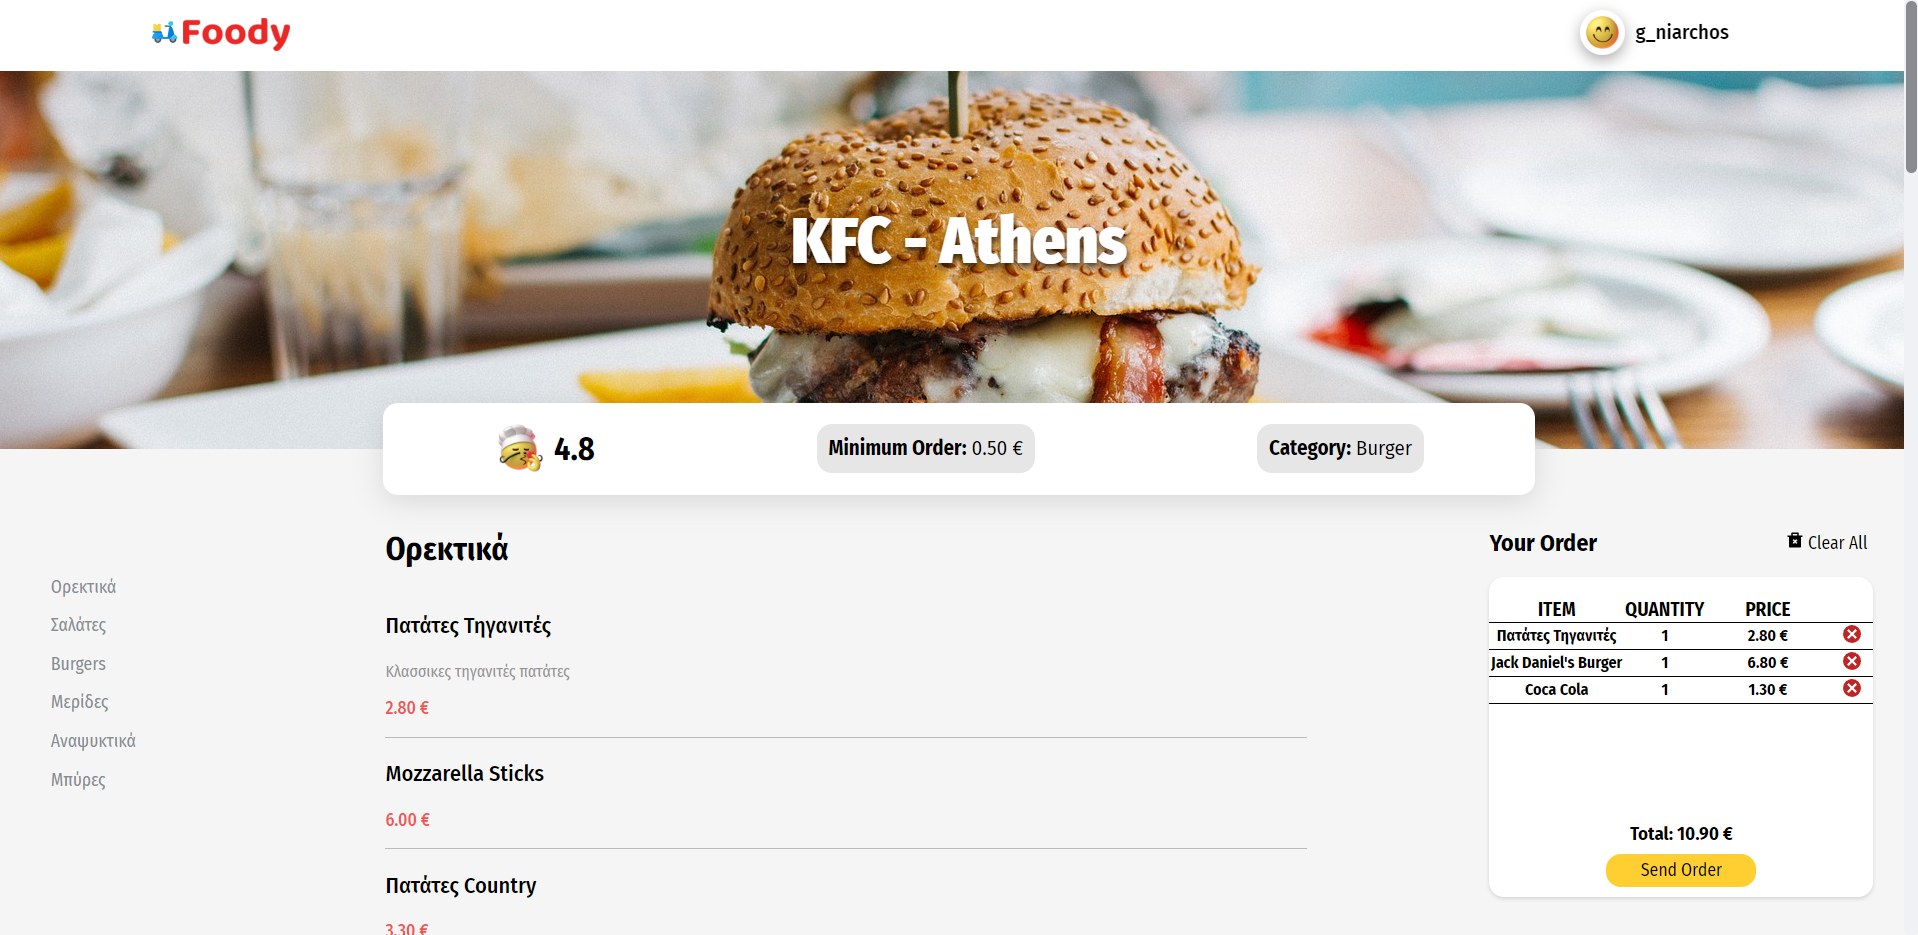 Foody
g_niarchos
KFC - Athens
4.8
Minimum Order: 0.50 €
Category: Burger
Ορεκτικά
Σαλάτες
Burgers
Μερίδες
Αναψυκτικά
Μπύρες
Ορεκτικά
Πατάτες Τηγανιτές
Κλασσικες τηγανιτές πατάτες
2.80 €
Mozzarella Sticks
6.00 €
Πατάτες Country
3.30 €
Your Order
Clear All
ITEM QUANTITY PRICE
Πατάτες Τηγανιτές 1 2.80 €
Jack Daniel's Burger 1 6.80 €
Coca Cola 1 1.30 €
Total: 10.90 €
Send Order